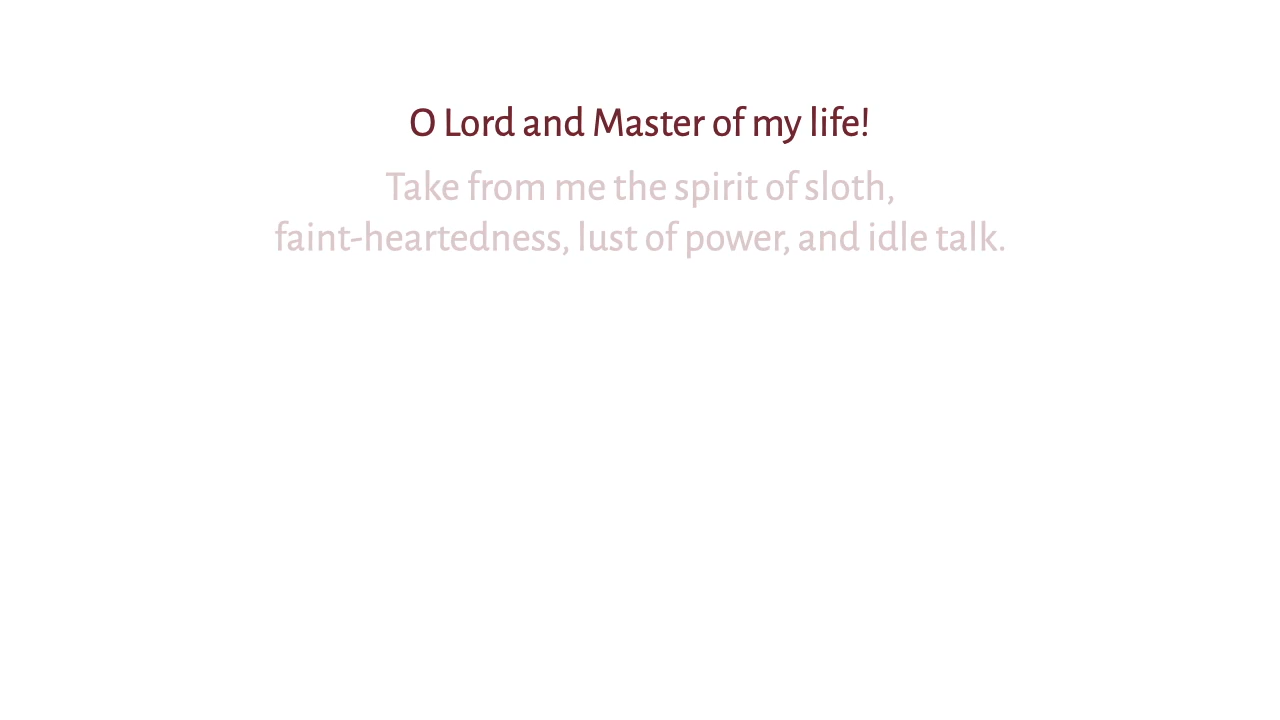 O Lord and Master of my life!
Take from me the spirit of sloth,
faint-heartedness, lust of power, and idle talk.